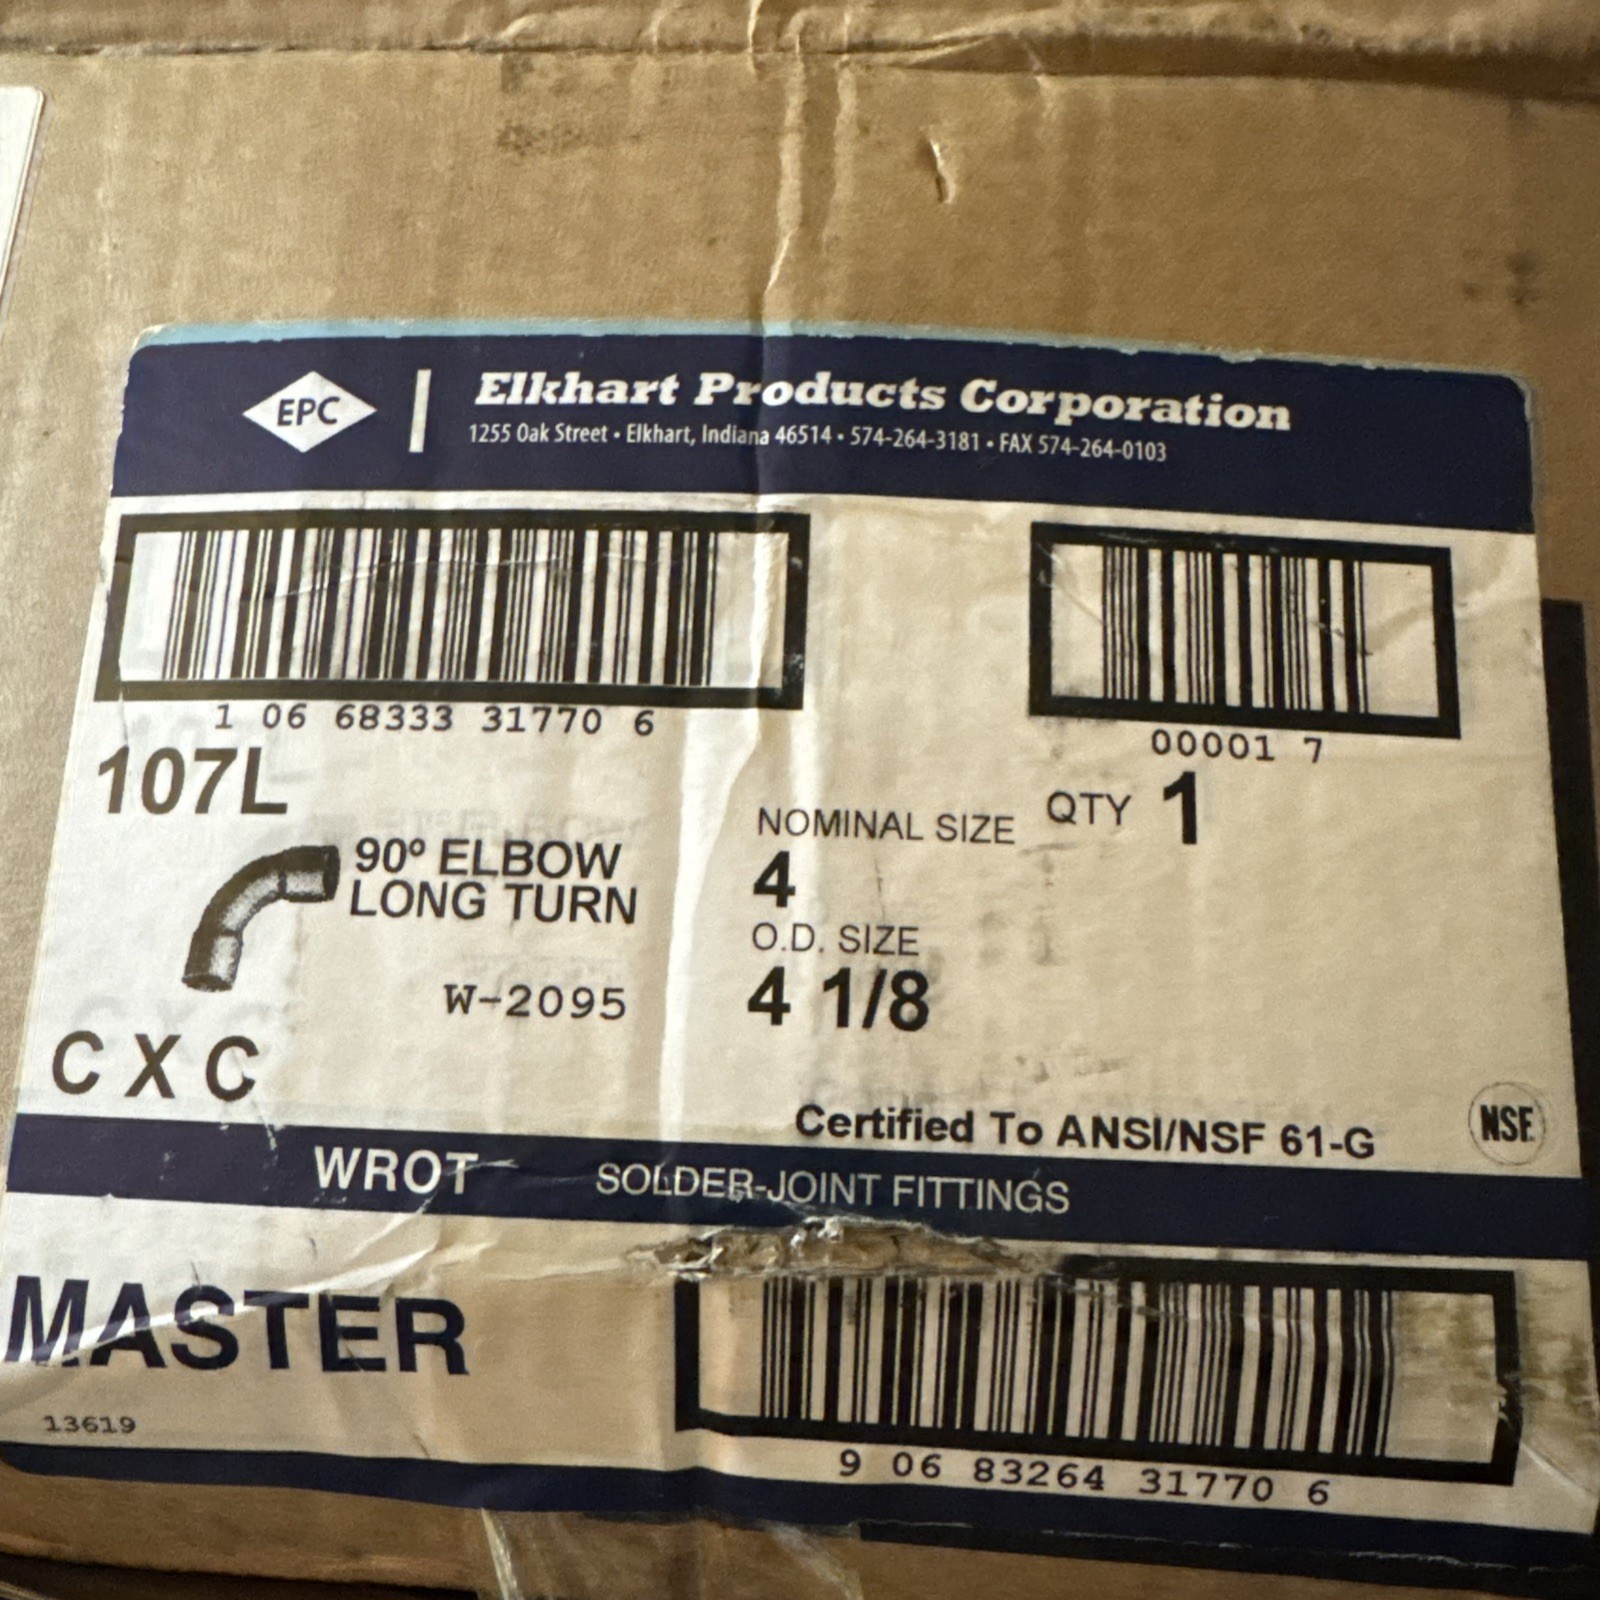 EPC
Elkhart Products Corporation
1255 Oak Street • Elkhart, Indiana 46514 • 574-264-3181 • FAX 574-264-0103
1 06 68333 31770 6
00001 7
107L
QTY 1
90º ELBOW
LONG TURN
NOMINAL SIZE
4
O.D. SIZE
4 1/8
W-2095
C X C
Certified To ANSI/NSF 61-G
NSF
WROT SOLDER-JOINT FITTINGS
MASTER
13619
9 06 83264 31770 6